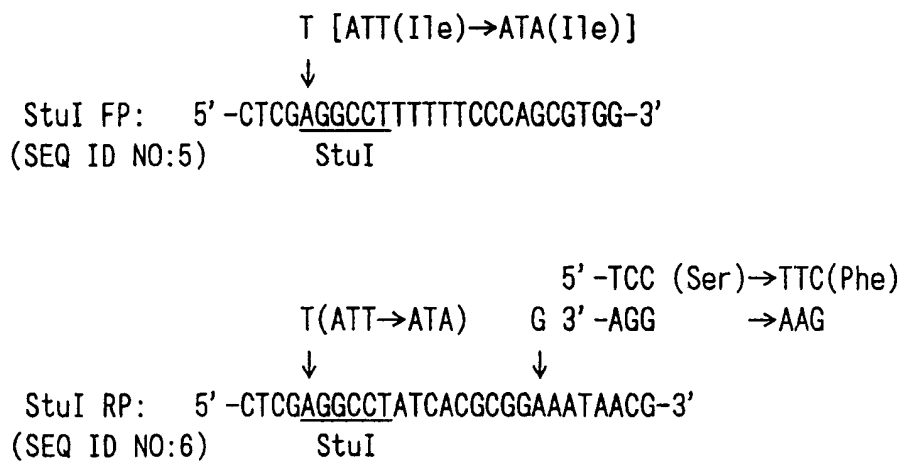 T [ATT(Ile)→ATA(Ile)]
↓
StuI FP: 5'-CTCGAGGCCTTTTTTCCCAGCGTGG-3'
(SEQ ID NO:5) StuI
5'-TCC (Ser)→TTC(Phe)
T(ATT→ATA) G 3'-AGG →AAG
↓ ↓
StuI RP: 5'-CTCGAGGCCTATCACGCGGAAATAACG-3'
(SEQ ID NO:6) StuI